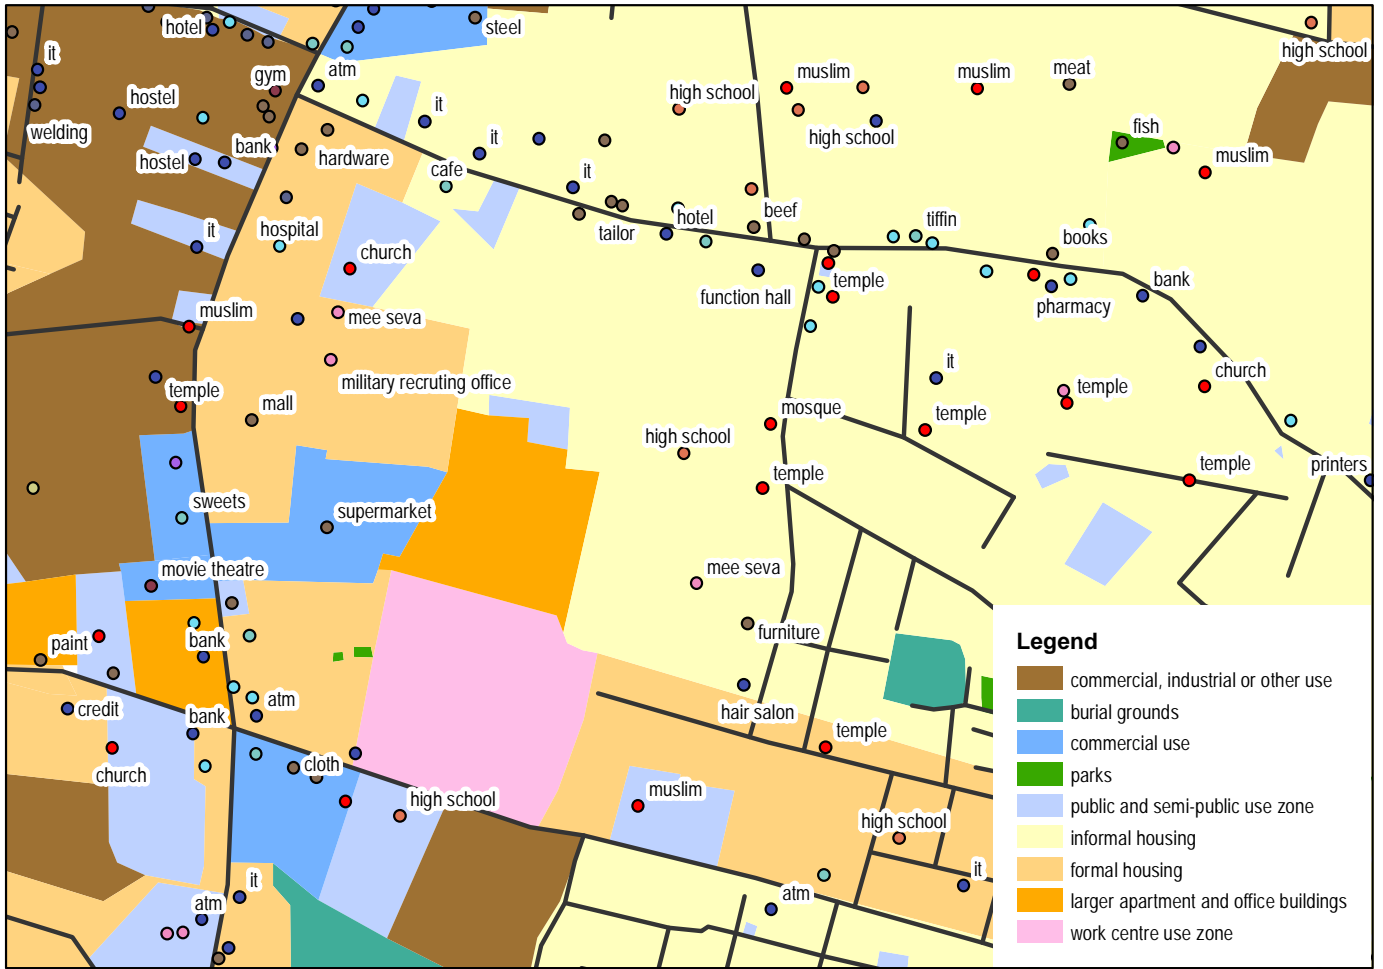 hotel
steel
high school
it
gym
atm
muslim
muslim
meat
hostel
high school
it
welding
bank
hardware
it
high school
fish
hostel
cafe
it
muslim
it
hospital
tailor
hotel
beef
tiffin
books
church
function hall
temple
bank
pharmacy
muslim
mee seva
military recruting office
it
church
temple
mall
mosque
temple
temple
high school
temple
temple
printers
sweets
supermarket
movie theatre
mee seva
paint
bank
furniture
credit
bank
atm
hair salon
temple
church
cloth
high school
muslim
high school
it
atm
atm
it
Legend
commercial, industrial or other use
burial grounds
commercial use
parks
public and semi-public use zone
informal housing
formal housing
larger apartment and office buildings
work centre use zone